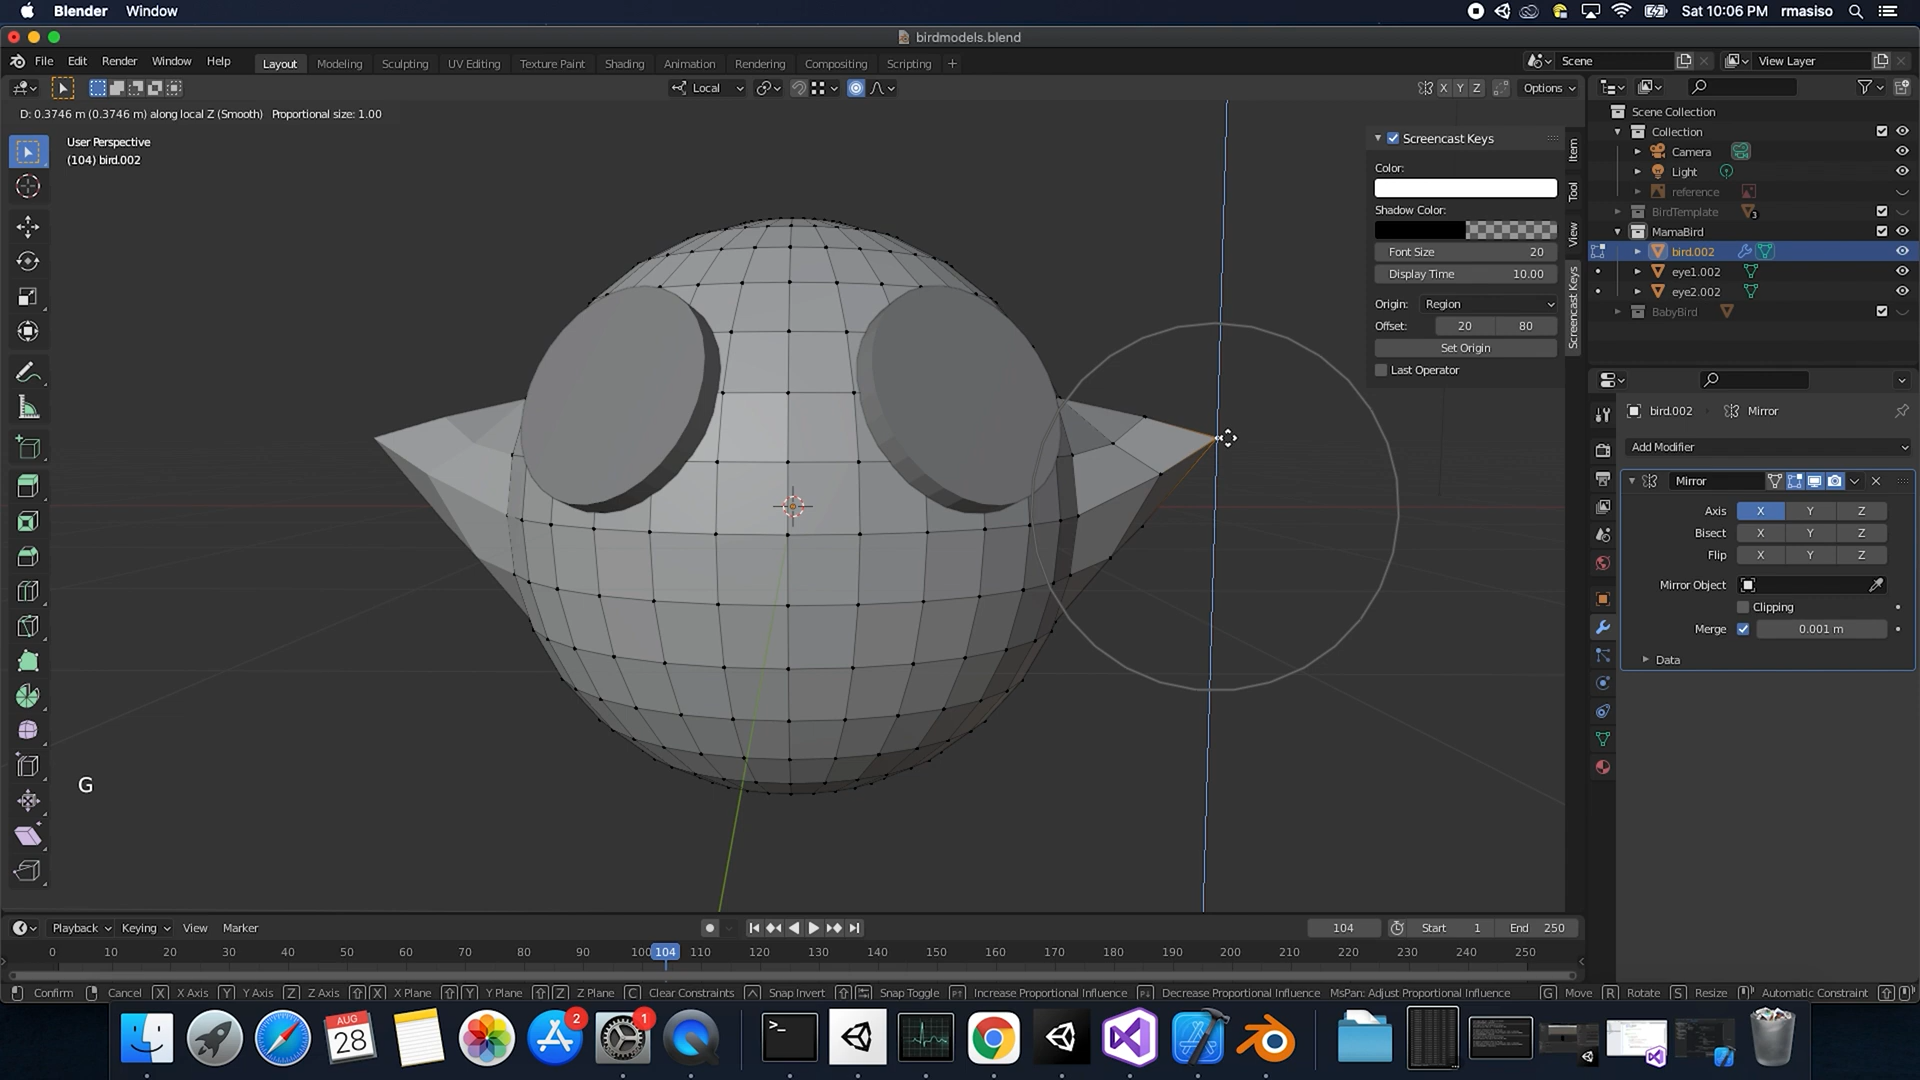 Blender Window Sat 10:06 PM rmasiso
birdmodels.blend
File Edit Render Window Help Layout Modeling Sculpting UV Editing Texture Paint Shading Animation Rendering Compositing Scripting + Scene View Layer
Local X Y Z Options
D: 0.3746 m (0.3746 m) along local Z (Smooth) Proportional size: 1.00
User Perspective
(104) bird.002
Screencast Keys
Color:
Shadow Color:
Font Size 20
Display Time 10.00
Origin: Region
Offset: 20 80
Set Origin
Last Operator
Item
Tool
View
Screencast Keys
Scene Collection
Collection
Camera
Light
reference
BirdTemplate 3
MamaBird
bird.002
eye1.002
eye2.002
BabyBird
bird.002 Mirror
Add Modifier
Mirror
Axis X Y Z
Bisect X Y Z
Flip X Y Z
Mirror Object
Clipping
Merge 0.001 m
Data
G
Playback Keying View Marker 104 Start 1 End 250
0 10 20 30 40 50 60 70 80 90 100 104 110 120 130 140 150 160 170 180 190 200 210 220 230 240 250
Confirm Cancel X X Axis Y Y Axis Z Z Axis X X Plane Y Y Plane Z Z Plane C Clear Constraints Snap Invert Snap Toggle Increase Proportional Influence Decrease Proportional Influence MsPan: Adjust Proportional Influence G Move R Rotate S Resize Automatic Constraint
AUG
28
2
1